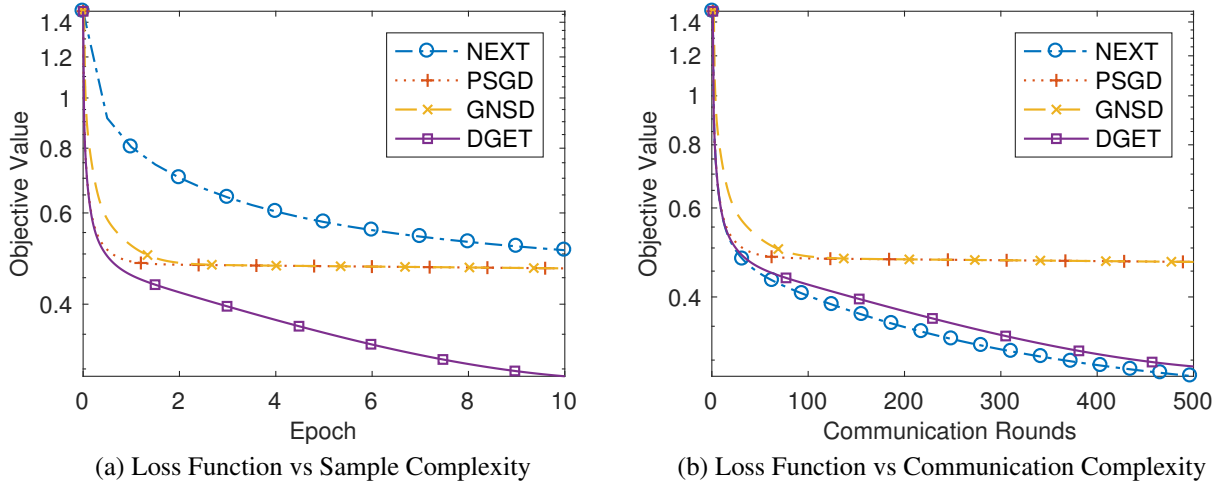 1.4
1.2
1
0.8
0.6
0.4
Objective Value
NEXT
PSGD
GNSD
DGET
0 2 4 6 8 10
Epoch
(a) Loss Function vs Sample Complexity
1.4
1.2
1
0.8
0.6
0.4
Objective Value
NEXT
PSGD
GNSD
DGET
0 100 200 300 400 500
Communication Rounds
(b) Loss Function vs Communication Complexity